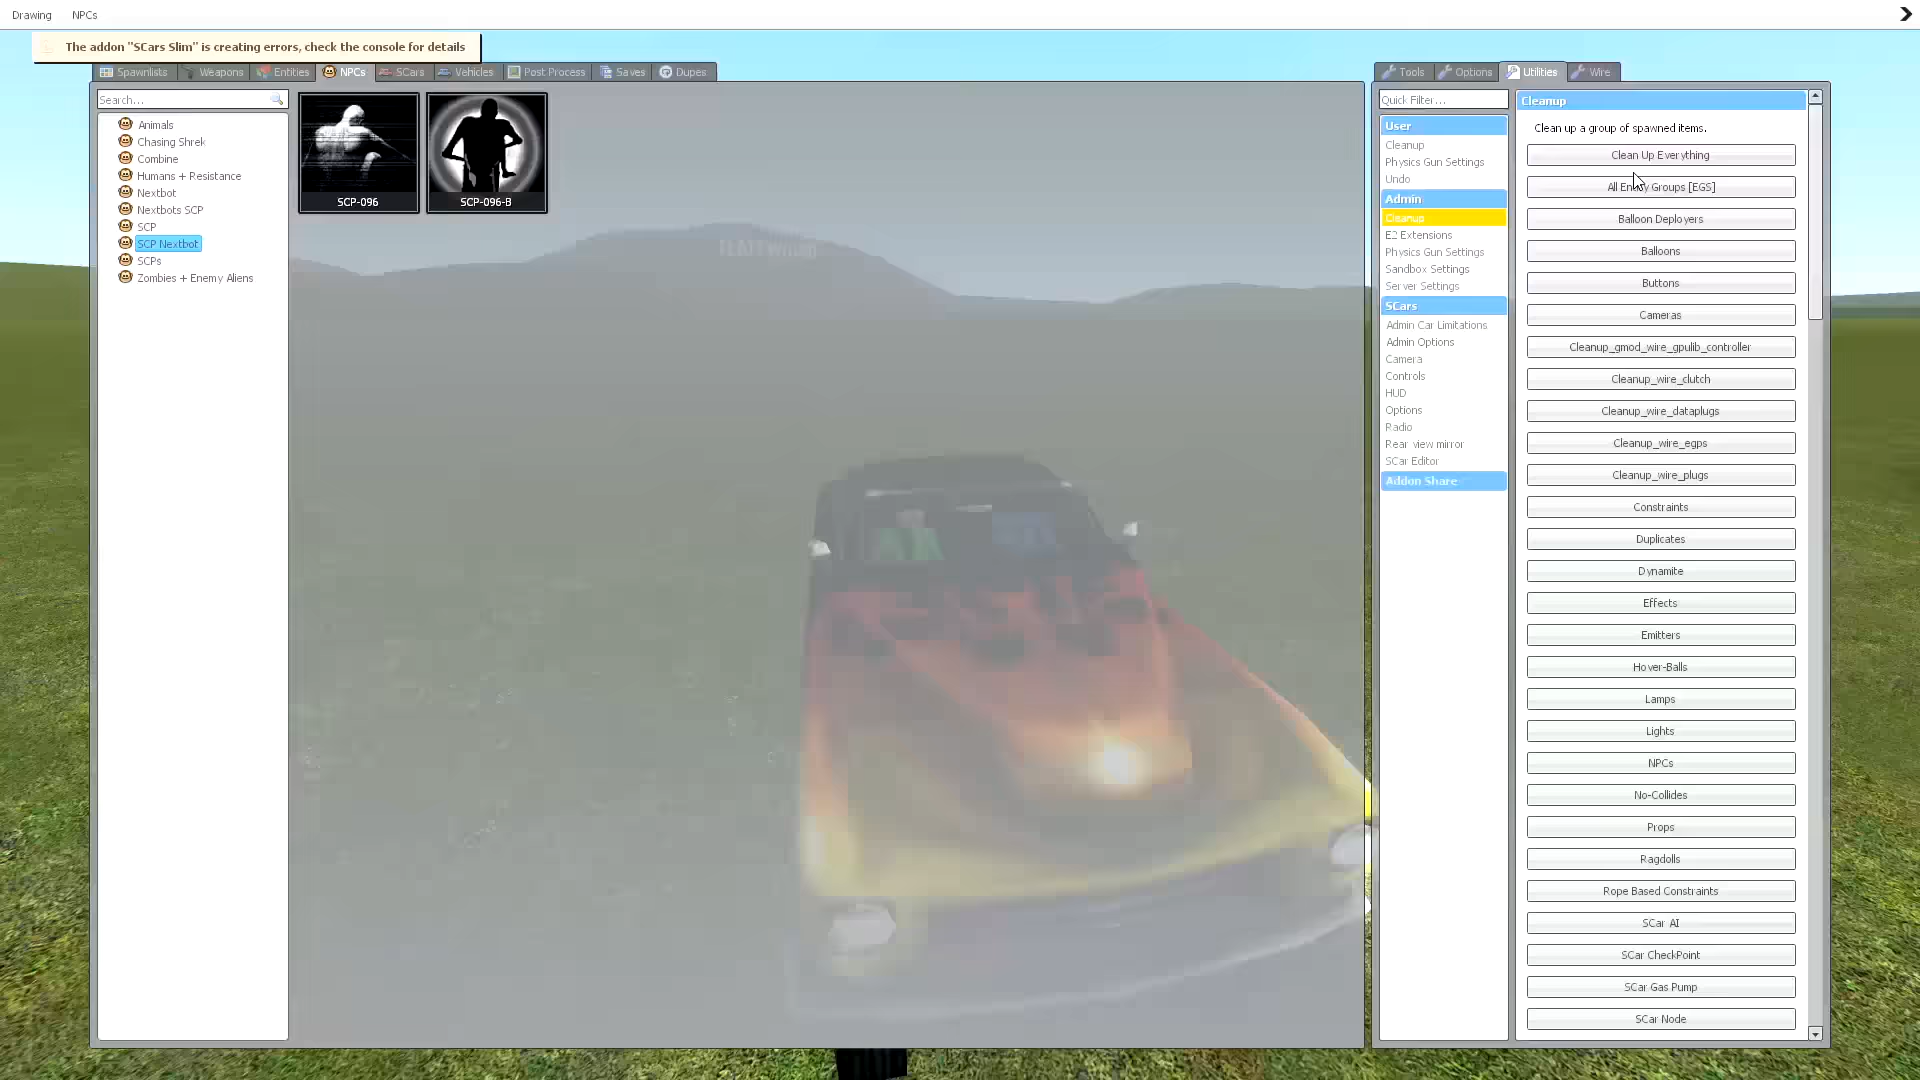 Drawing NPCs
The addon "SCars Slim" is creating errors, check the console for details
Spawnlists Weapons Entities NPCs SCars Vehicles Post Process Saves Dupes
Search...
Animals
Chasing Shrek
Combine
Humans + Resistance
Nextbot
Nextbots SCP
SCP
SCP Nextbot
SCPs
Zombies + Enemy Aliens
SCP-096
SCP-096-B
Tools Options Utilities Wire
Quick Filter...
User
Cleanup
Physics Gun Settings
Undo
Admin
Cleanup
E2 Extensions
Physics Gun Settings
Sandbox Settings
Server Settings
SCars
Admin Car Limitations
Admin Options
Camera
Controls
HUD
Options
Radio
Rear view mirror
SCar Editor
Addon Share
Cleanup
Clean up a group of spawned items.
Clean Up Everything
All Entity Groups [EGS]
Balloon Deployers
Balloons
Buttons
Cameras
Cleanup_gmod_wire_gpulib_controller
Cleanup_wire_clutch
Cleanup_wire_dataplugs
Cleanup_wire_egps
Cleanup_wire_plugs
Constraints
Duplicates
Dynamite
Effects
Emitters
Hover-Balls
Lamps
Lights
NPCs
No-Collides
Props
Ragdolls
Rope Based Constraints
SCar AI
SCar CheckPoint
SCar Gas Pump
SCar Node